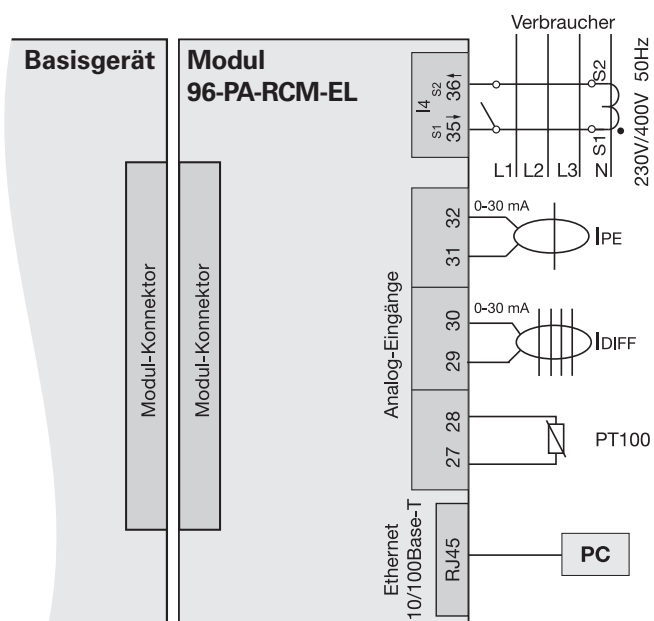 Verbraucher
Basisgerät
Modul
96-PA-RCM-EL
I4
S2
36
S1
35
S2
S1
230V/400V 50Hz
L1
L2
L3
N
Modul-Konnektor
Modul-Konnektor
Analog-Eingänge
32
31
0-30 mA
IPE
30
29
0-30 mA
IDIFF
28
27
PT100
Ethernet
10/100Base-T
RJ45
PC